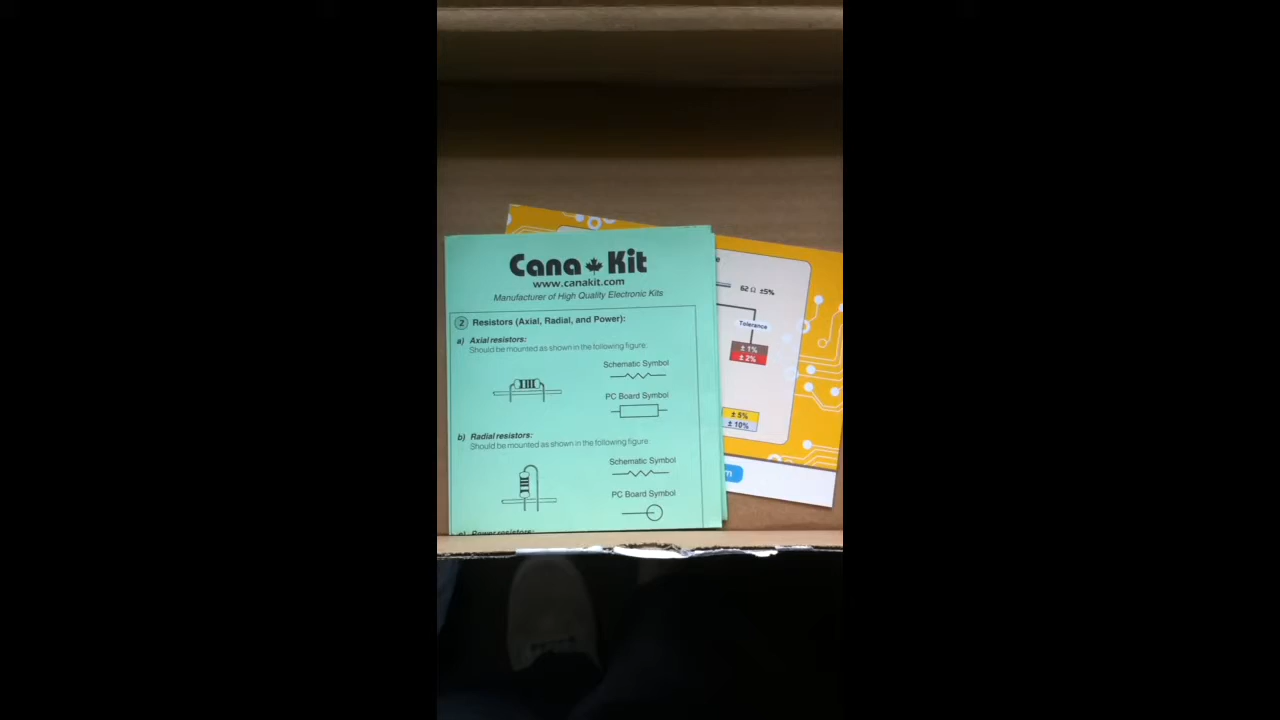 Cana Kit
www.canakit.com
Manufacturer of High Quality Electronic Kits
2 Resistors (Axial, Radial, and Power):
a) Axial resistors:
Should be mounted as shown in the following figure:
Schematic Symbol
PC Board Symbol
b) Radial resistors:
Should be mounted as shown in the following figure
Schematic Symbol
PC Board Symbol
c) Power resistors:
62 Ω ±5%
Tolerance
± 1%
± 2%
± 5%
± 10%